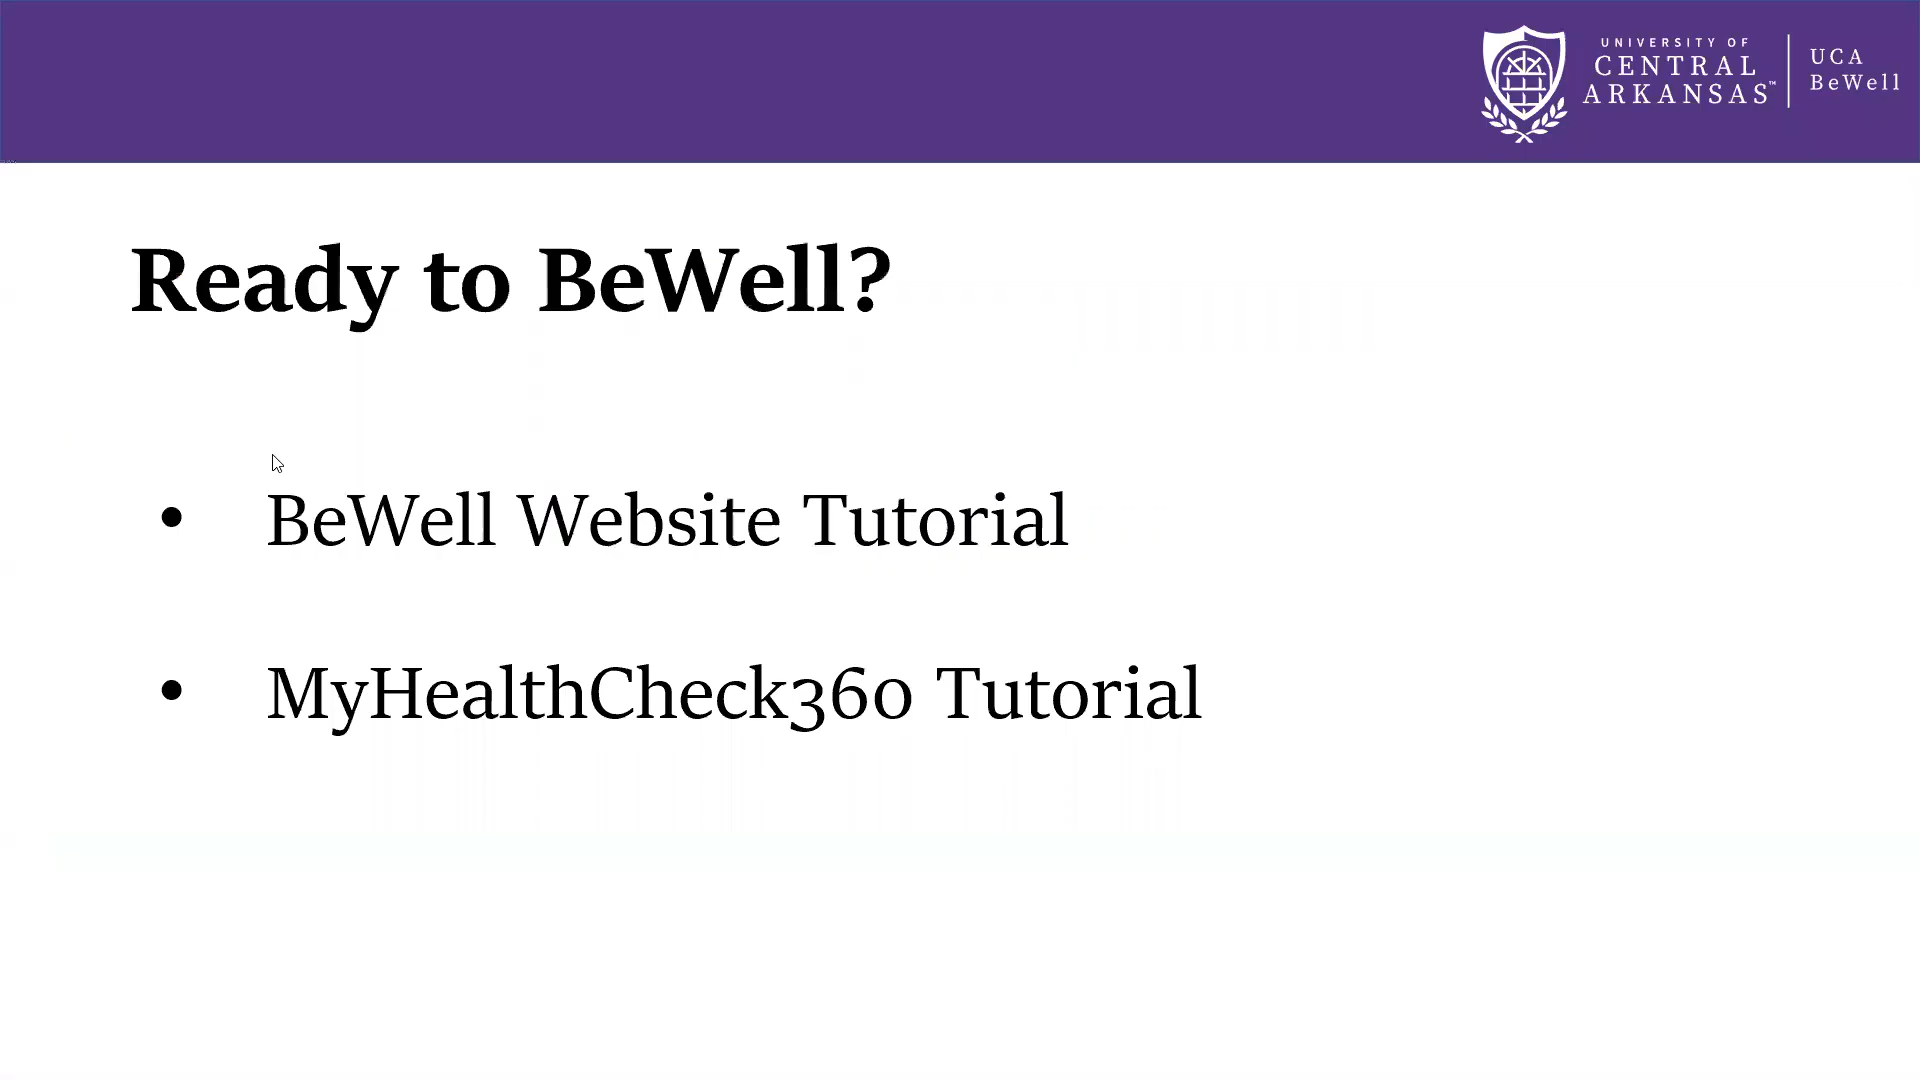 UNIVERSITY OF
CENTRAL
ARKANSAS™
UCA
BeWell
Ready to BeWell?
• BeWell Website Tutorial
• MyHealthCheck360 Tutorial